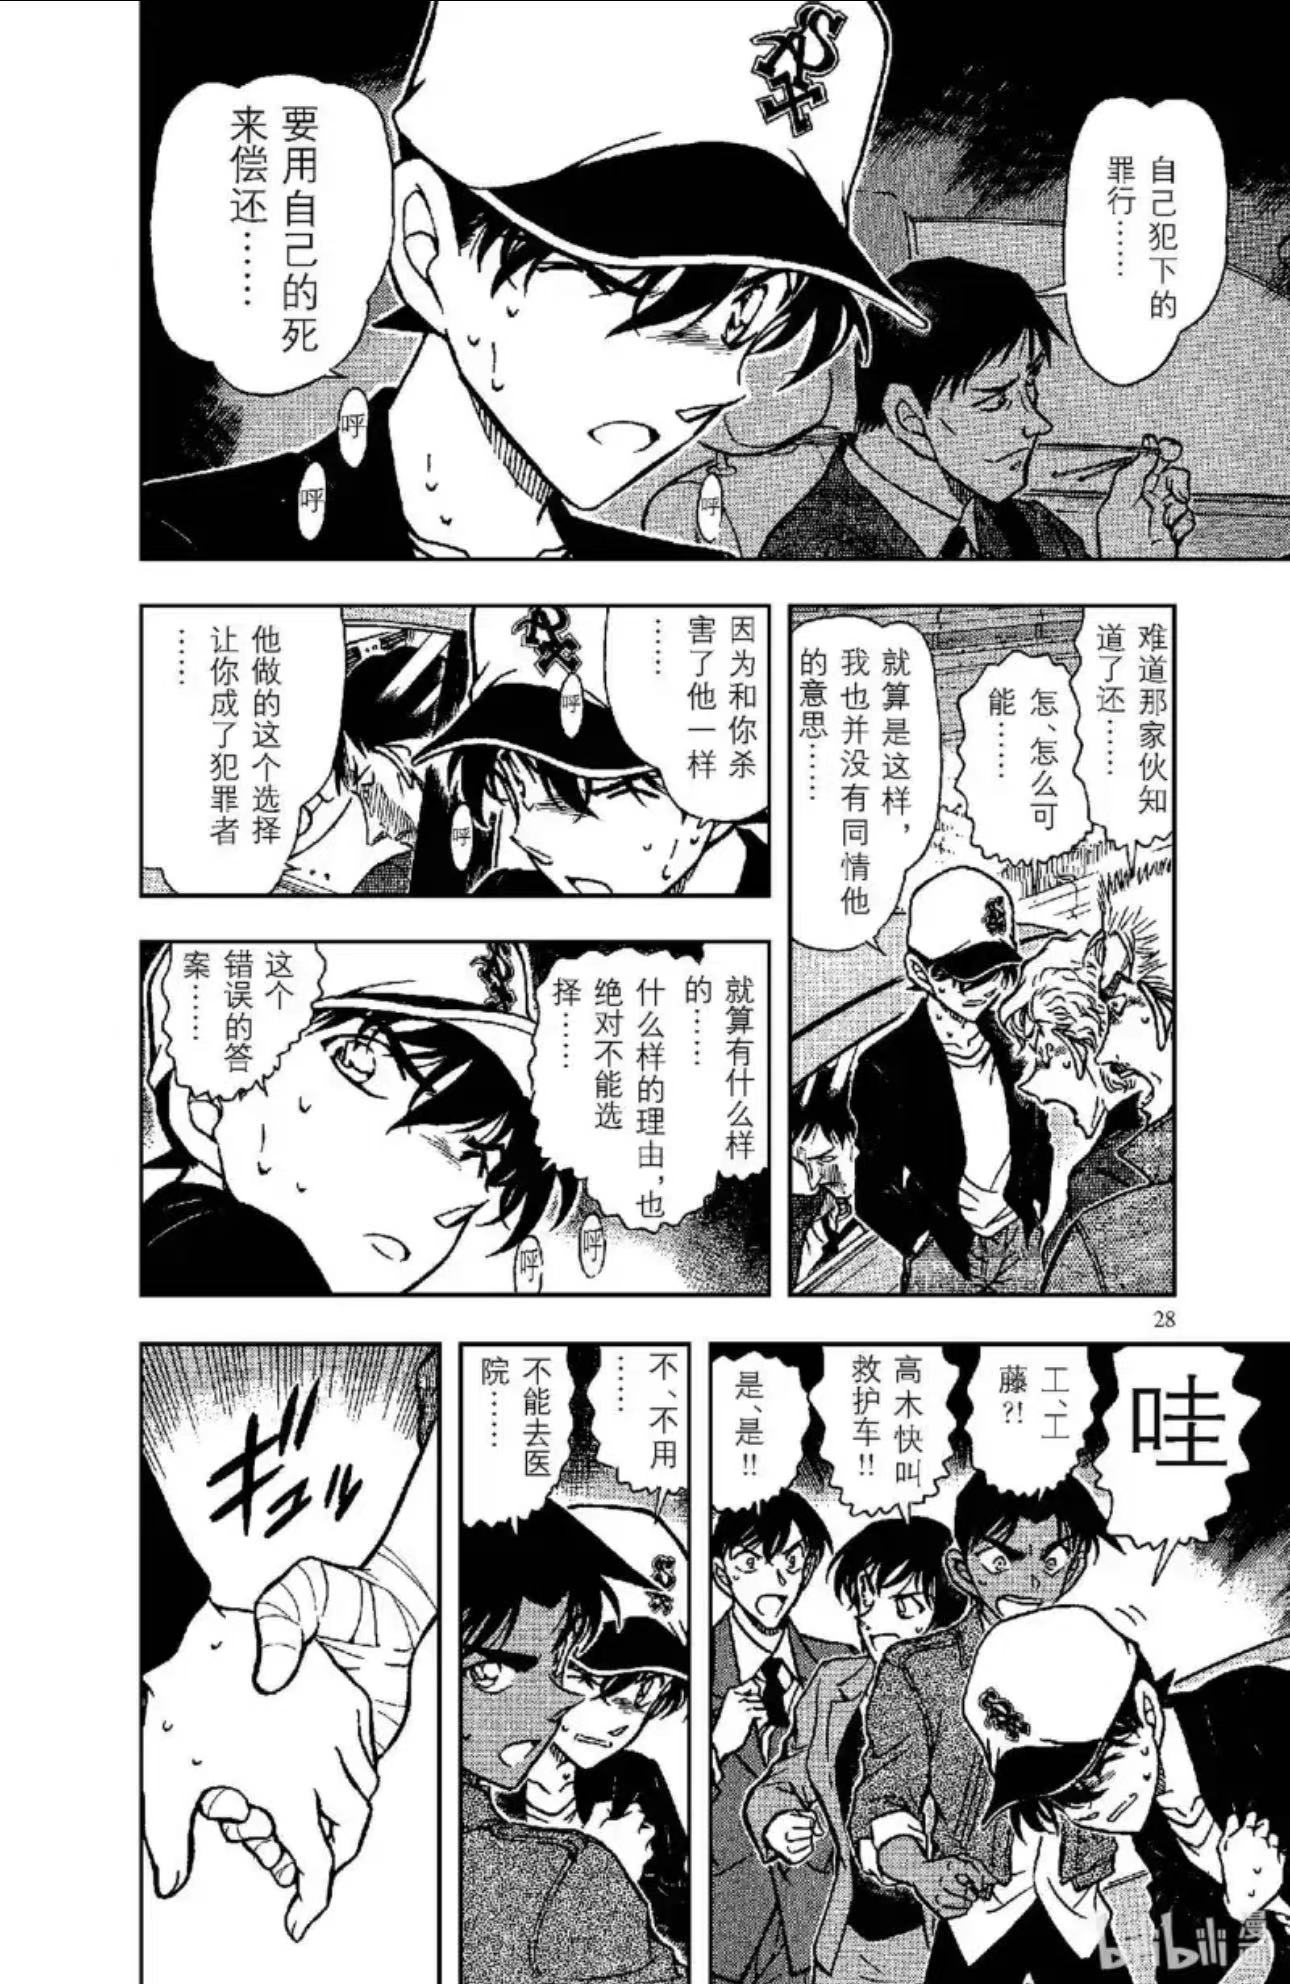 自己犯下的
罪行……
要用自己的死
来偿还……
呼
呼
呼
难道那家伙知
道了还……
怎、怎么可
能……
就算是这样，
我也并没有同情他
的意思……
因为和你杀
害了他一样
……
呼
呼
他做的这个选择
让你成了犯罪者
……
就算有什么样
的……
什么样的理由，也
绝对不能选
择……
呼
呼
这个
错误的答
案……
28
哇
工、工
藤?!
高木快叫
救护车!!
是、是!!
不、不用
……
不能去医
院……
ギュル
bilibili
漫画